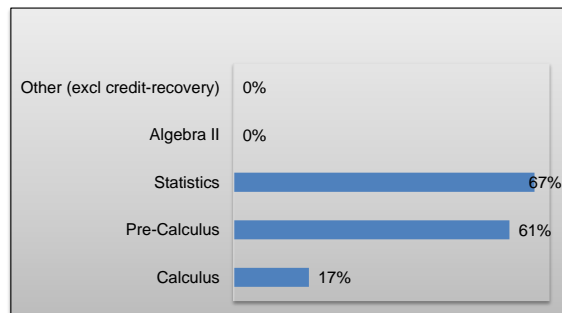 Other (excl credit-recovery) 0%
Algebra II 0%
Statistics 67%
Pre-Calculus 61%
Calculus 17%